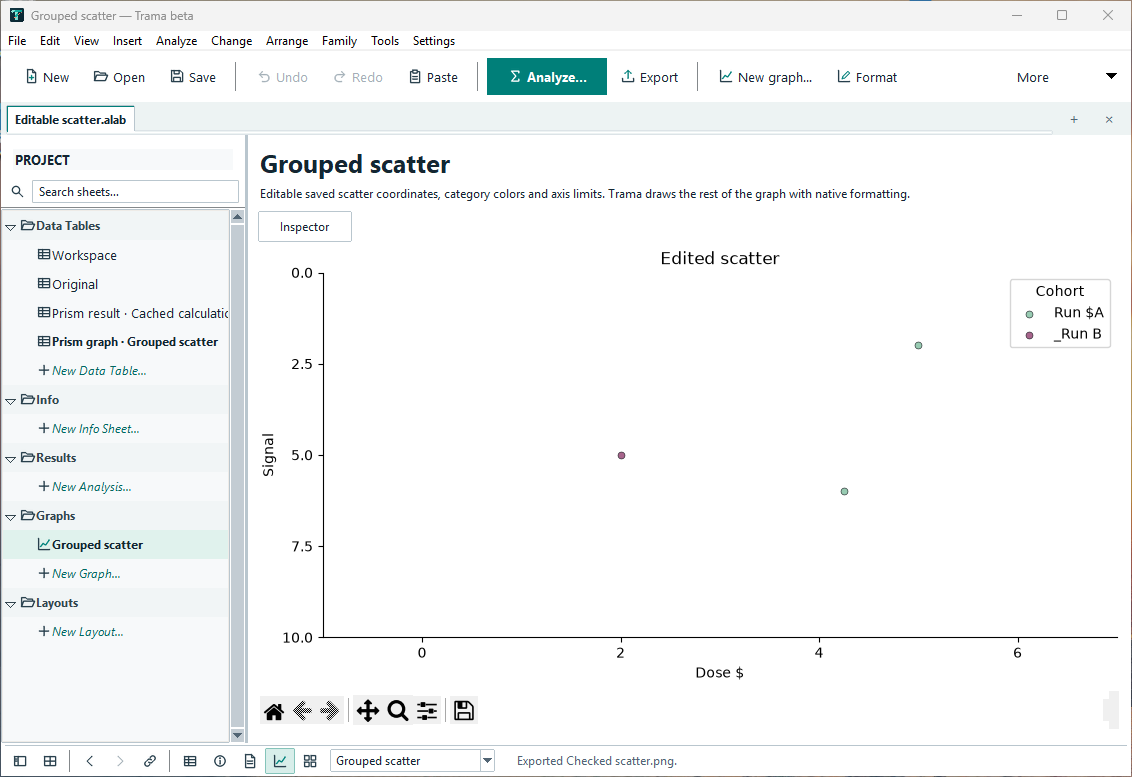 Grouped scatter — Trama beta
File Edit View Insert Analyze Change Arrange Family Tools Settings
New Open Save Undo Redo Paste Σ Analyze... Export New graph... Format More
Editable scatter.alab + ×
PROJECT
Search sheets...
Data Tables
Workspace
Original
Prism result · Cached calculatic
Prism graph · Grouped scatter
+ New Data Table...
Info
+ New Info Sheet...
Results
+ New Analysis...
Graphs
Grouped scatter
+ New Graph...
Layouts
+ New Layout...
Grouped scatter
Editable saved scatter coordinates, category colors and axis limits. Trama draws the rest of the graph with native formatting.
Inspector
Edited scatter
Cohort
Run $A
_Run B
0.0
2.5
5.0
7.5
10.0
Signal
0 2 4 6
Dose $
Grouped scatter
Exported Checked scatter.png.